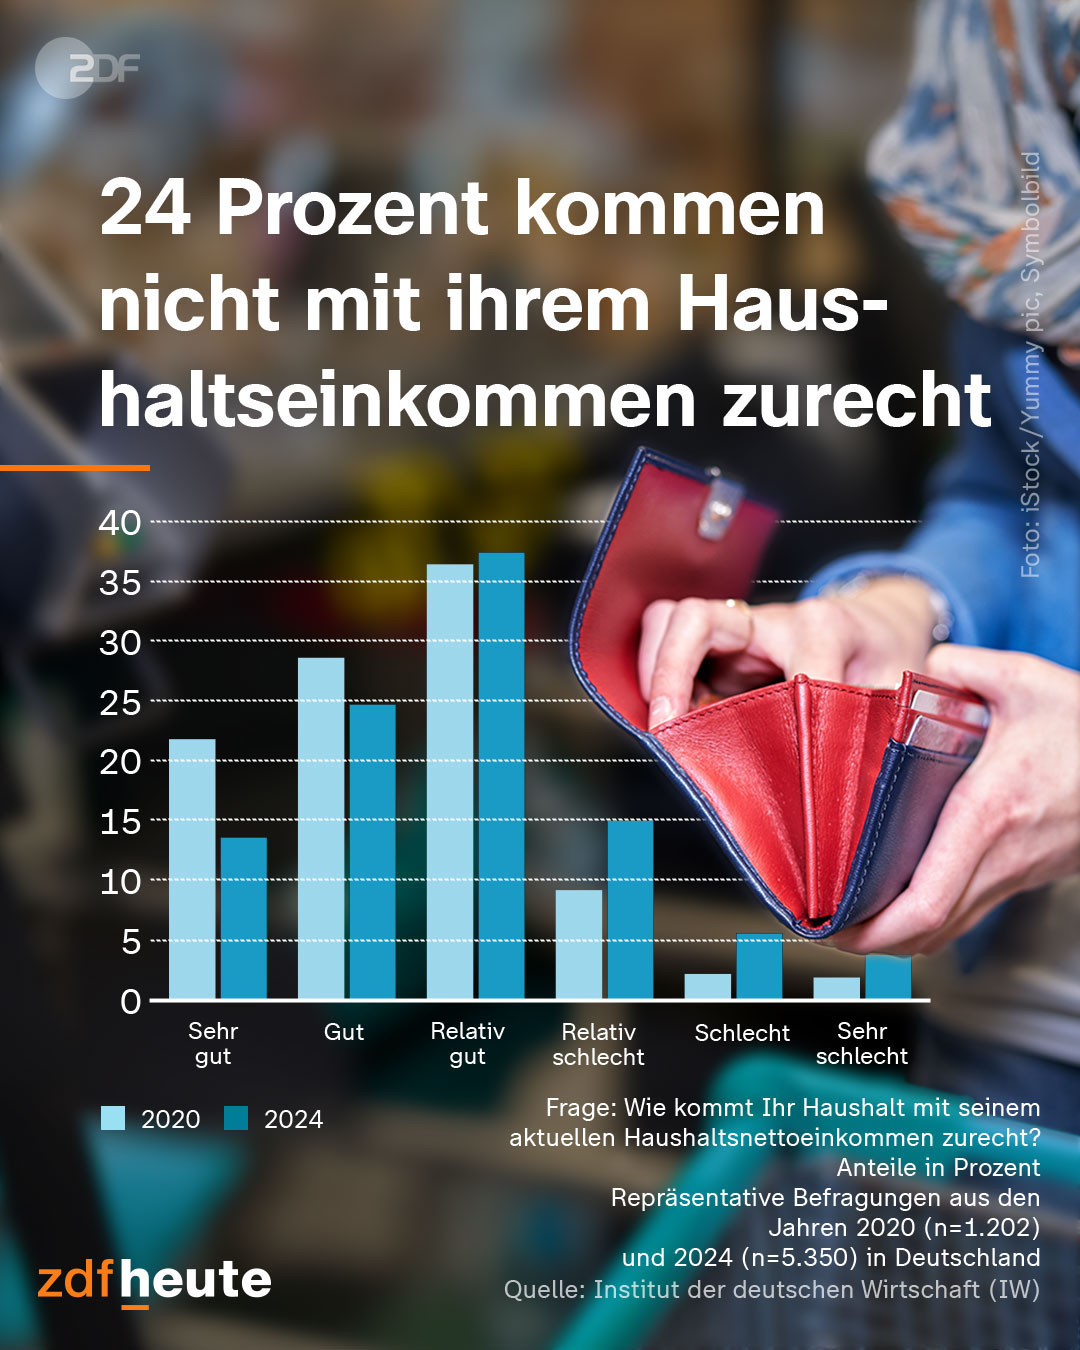 ZDF
24 Prozent kommen
nicht mit ihrem Haus-
haltseinkommen zurecht
Foto: iStock/Yummy pic, Symbolbild
40
35
30
25
20
15
10
5
0
Sehr
gut
Gut
Relativ
gut
Relativ
schlecht
Schlecht
Sehr
schlecht
2020
2024
Frage: Wie kommt Ihr Haushalt mit seinem
aktuellen Haushaltsnettoeinkommen zurecht?
Anteile in Prozent
Repräsentative Befragungen aus den
Jahren 2020 (n=1.202)
und 2024 (n=5.350) in Deutschland
Quelle: Institut der deutschen Wirtschaft (IW)
zdfheute